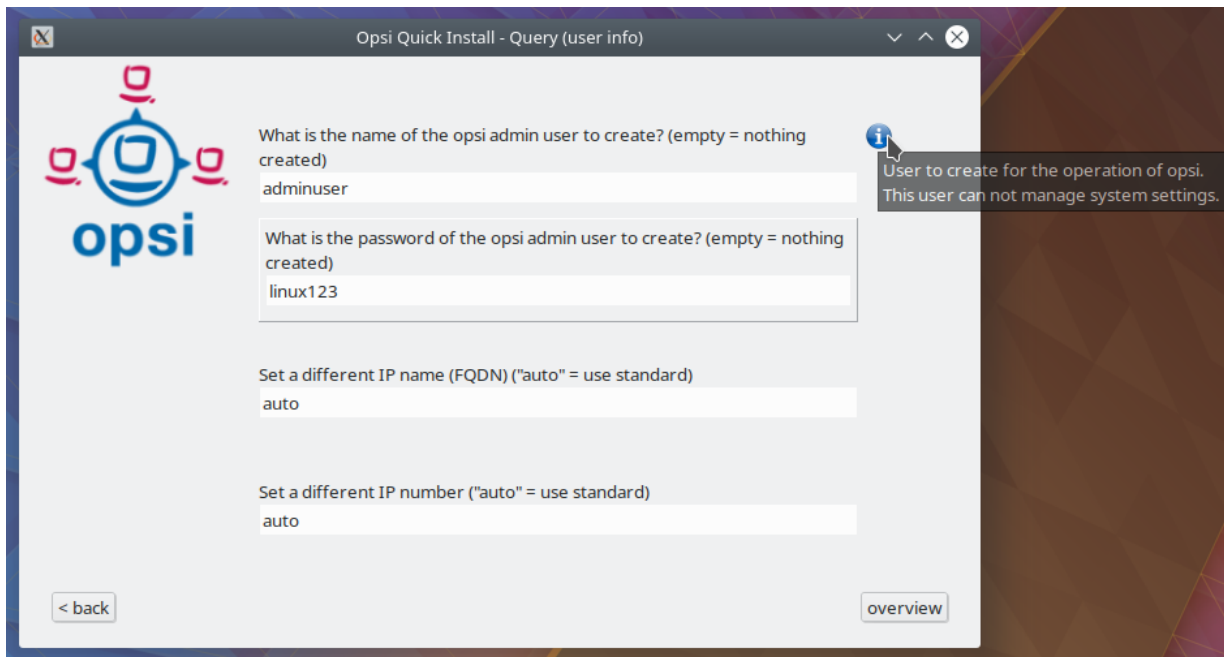 Opsi Quick Install - Query (user info)
opsi
What is the name of the opsi admin user to create? (empty = nothing
created)
adminuser
User to create for the operation of opsi.
This user can not manage system settings.
What is the password of the opsi admin user to create? (empty = nothing
created)
linux123
Set a different IP name (FQDN) ("auto" = use standard)
auto
Set a different IP number ("auto" = use standard)
auto
< back
overview